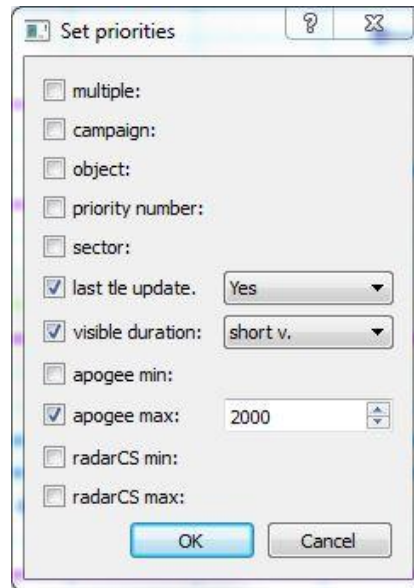 Set priorities
multiple:
campaign:
object:
priority number:
sector:
last tle update. Yes
visible duration: short v.
apogee min:
apogee max: 2000
radarCS min:
radarCS max:
OK Cancel